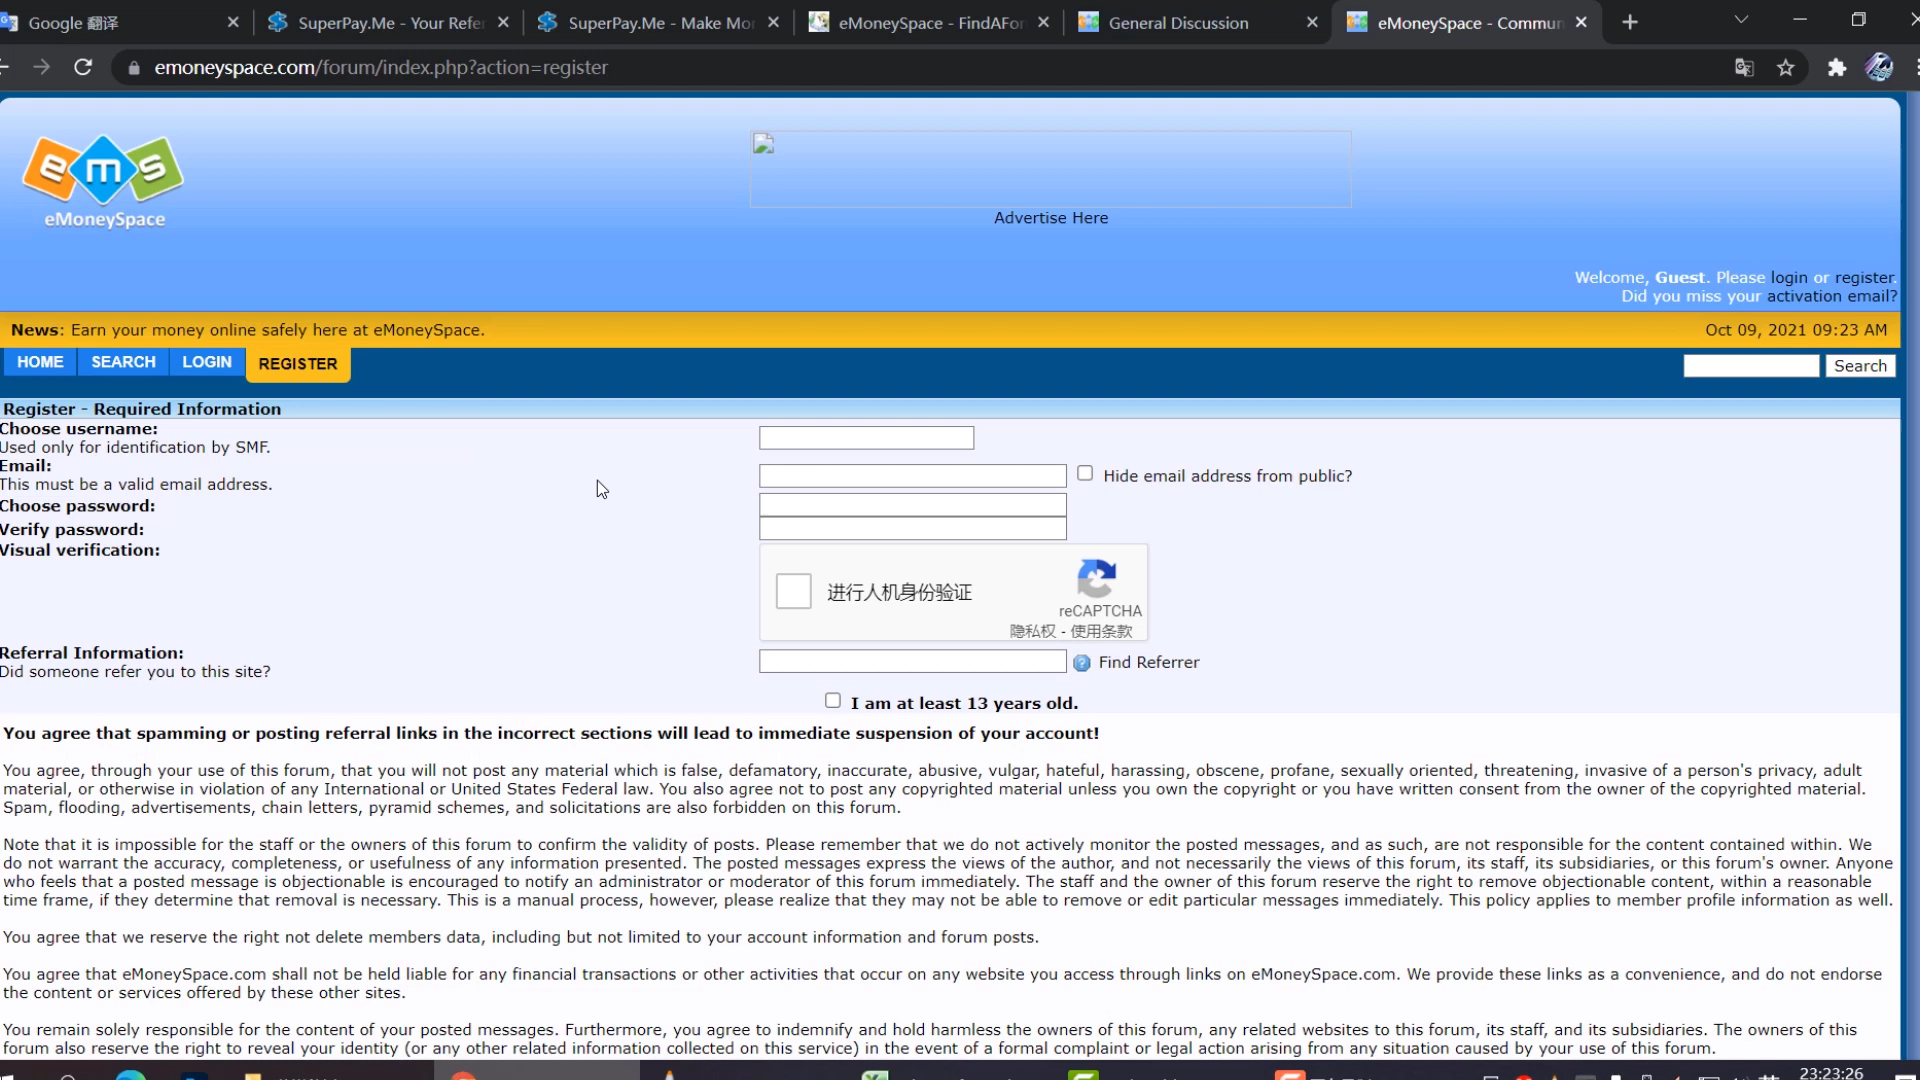 Google 翻译
SuperPay.Me - Your Refe
SuperPay.Me - Make Mo
eMoneySpace - FindAFor
General Discussion
eMoneySpace - Commun
emoneyspace.com/forum/index.php?action=register
e m s
eMoneySpace
Advertise Here
Welcome, Guest. Please login or register.
Did you miss your activation email?
News: Earn your money online safely here at eMoneySpace.
Oct 09, 2021 09:23 AM
HOME SEARCH LOGIN REGISTER
Search
Register - Required Information
Choose username:
Used only for identification by SMF.
Email:
This must be a valid email address.
Hide email address from public?
Choose password:
Verify password:
Visual verification:
进行人机身份验证
reCAPTCHA
隐私权 - 使用条款
Referral Information:
Did someone refer you to this site?
Find Referrer
I am at least 13 years old.
You agree that spamming or posting referral links in the incorrect sections will lead to immediate suspension of your account!
You agree, through your use of this forum, that you will not post any material which is false, defamatory, inaccurate, abusive, vulgar, hateful, harassing, obscene, profane, sexually oriented, threatening, invasive of a person's privacy, adult
material, or otherwise in violation of any International or United States Federal law. You also agree not to post any copyrighted material unless you own the copyright or you have written consent from the owner of the copyrighted material.
Spam, flooding, advertisements, chain letters, pyramid schemes, and solicitations are also forbidden on this forum.
Note that it is impossible for the staff or the owners of this forum to confirm the validity of posts. Please remember that we do not actively monitor the posted messages, and as such, are not responsible for the content contained within. We
do not warrant the accuracy, completeness, or usefulness of any information presented. The posted messages express the views of the author, and not necessarily the views of this forum, its staff, its subsidiaries, or this forum's owner. Anyone
who feels that a posted message is objectionable is encouraged to notify an administrator or moderator of this forum immediately. The staff and the owner of this forum reserve the right to remove objectionable content, within a reasonable
time frame, if they determine that removal is necessary. This is a manual process, however, please realize that they may not be able to remove or edit particular messages immediately. This policy applies to member profile information as well.
You agree that we reserve the right not delete members data, including but not limited to your account information and forum posts.
You agree that eMoneySpace.com shall not be held liable for any financial transactions or other activities that occur on any website you access through links on eMoneySpace.com. We provide these links as a convenience, and do not endorse
the content or services offered by these other sites.
You remain solely responsible for the content of your posted messages. Furthermore, you agree to indemnify and hold harmless the owners of this forum, any related websites to this forum, its staff, and its subsidiaries. The owners of this
forum also reserve the right to reveal your identity (or any other related information collected on this service) in the event of a formal complaint or legal action arising from any situation caused by your use of this forum.
23:23:26